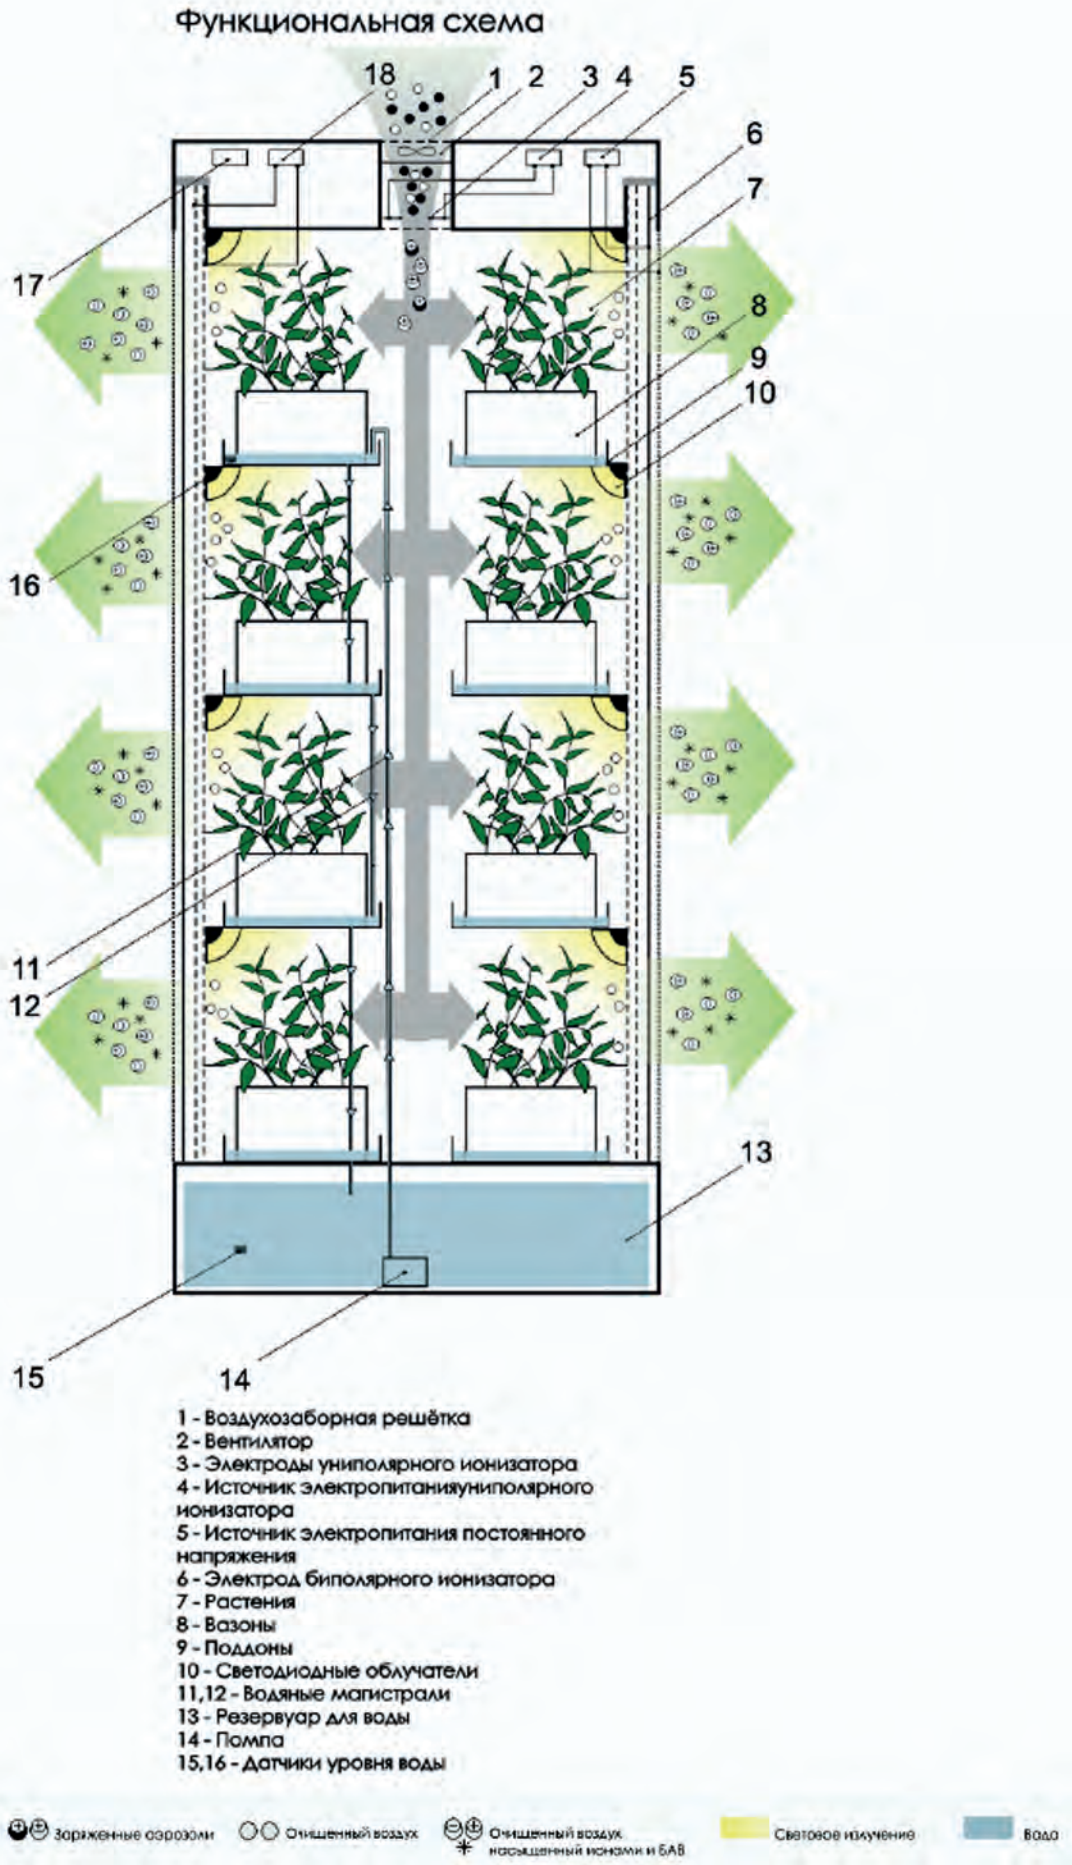 Функциональная схема
18
1
2
3
4
5
6
7
17
8
9
10
16
11
12
13
15
14
1 - Воздухозаборная решётка
2 - Вентилятор
3 - Электроды униполярного ионизатора
4 - Источник электропитанияуниполярного
ионизатора
5 - Источник электропитания постоянного
напряжения
6 - Электрод биполярного ионизатора
7 - Растения
8 - Вазоны
9 - Поддоны
10 - Светодиодные облучатели
11,12 - Водяные магистрали
13 - Резервуар для воды
14 - Помпа
15,16 - Датчики уровня воды
Заряженные аэрозоли
Очищенный воздух
Очищенный воздух
насыщенный ионами и БАВ
Световое излучение
Вода